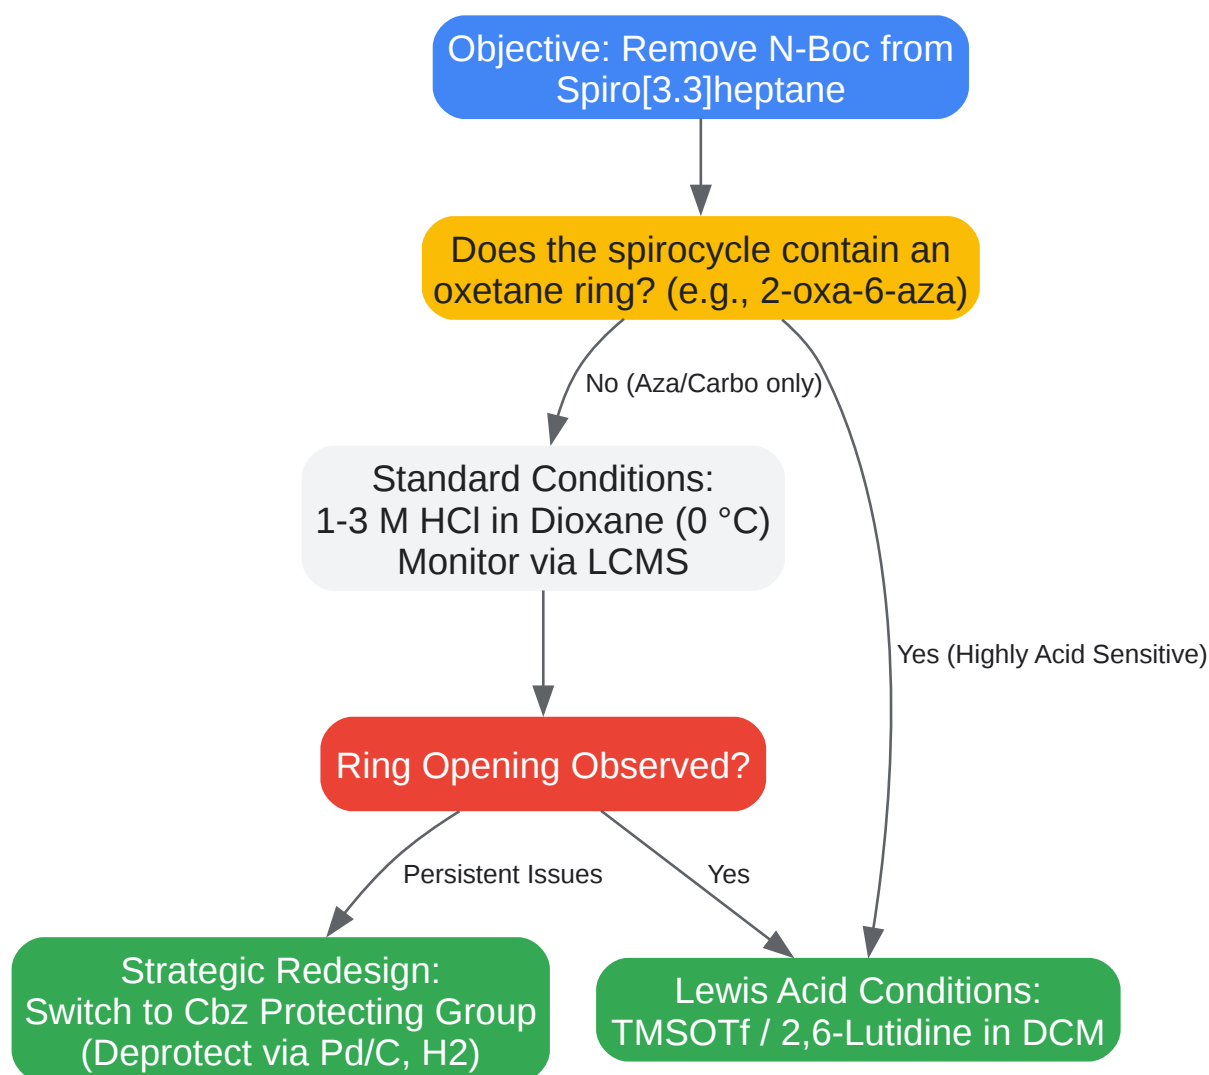 Objective: Remove N-Boc from
Spiro[3.3]heptane
Does the spirocycle contain an
oxetane ring? (e.g., 2-oxa-6-aza)
No (Aza/Carbo only)
Standard Conditions:
1-3 M HCl in Dioxane (0 °C)
Monitor via LCMS
Yes (Highly Acid Sensitive)
Ring Opening Observed?
Persistent Issues
Yes
Strategic Redesign:
Switch to Cbz Protecting Group
(Deprotect via Pd/C, H2)
Lewis Acid Conditions:
TMSOTf / 2,6-Lutidine in DCM